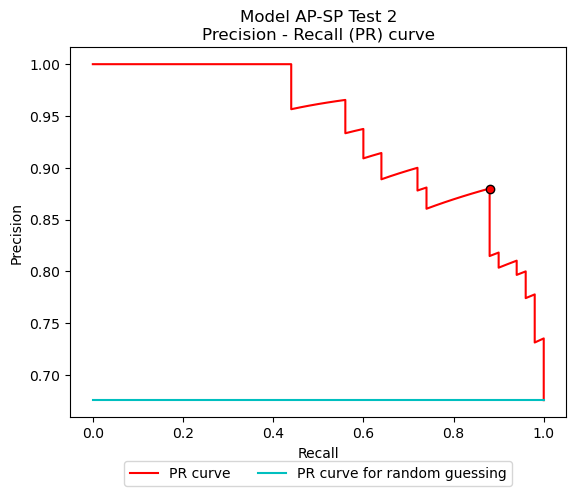 Model AP-SP Test 2
Precision - Recall (PR) curve
1.00
0.95
0.90
0.85
0.80
0.75
0.70
Precision
0.0 0.2 0.4 0.6 0.8 1.0
Recall
PR curve PR curve for random guessing